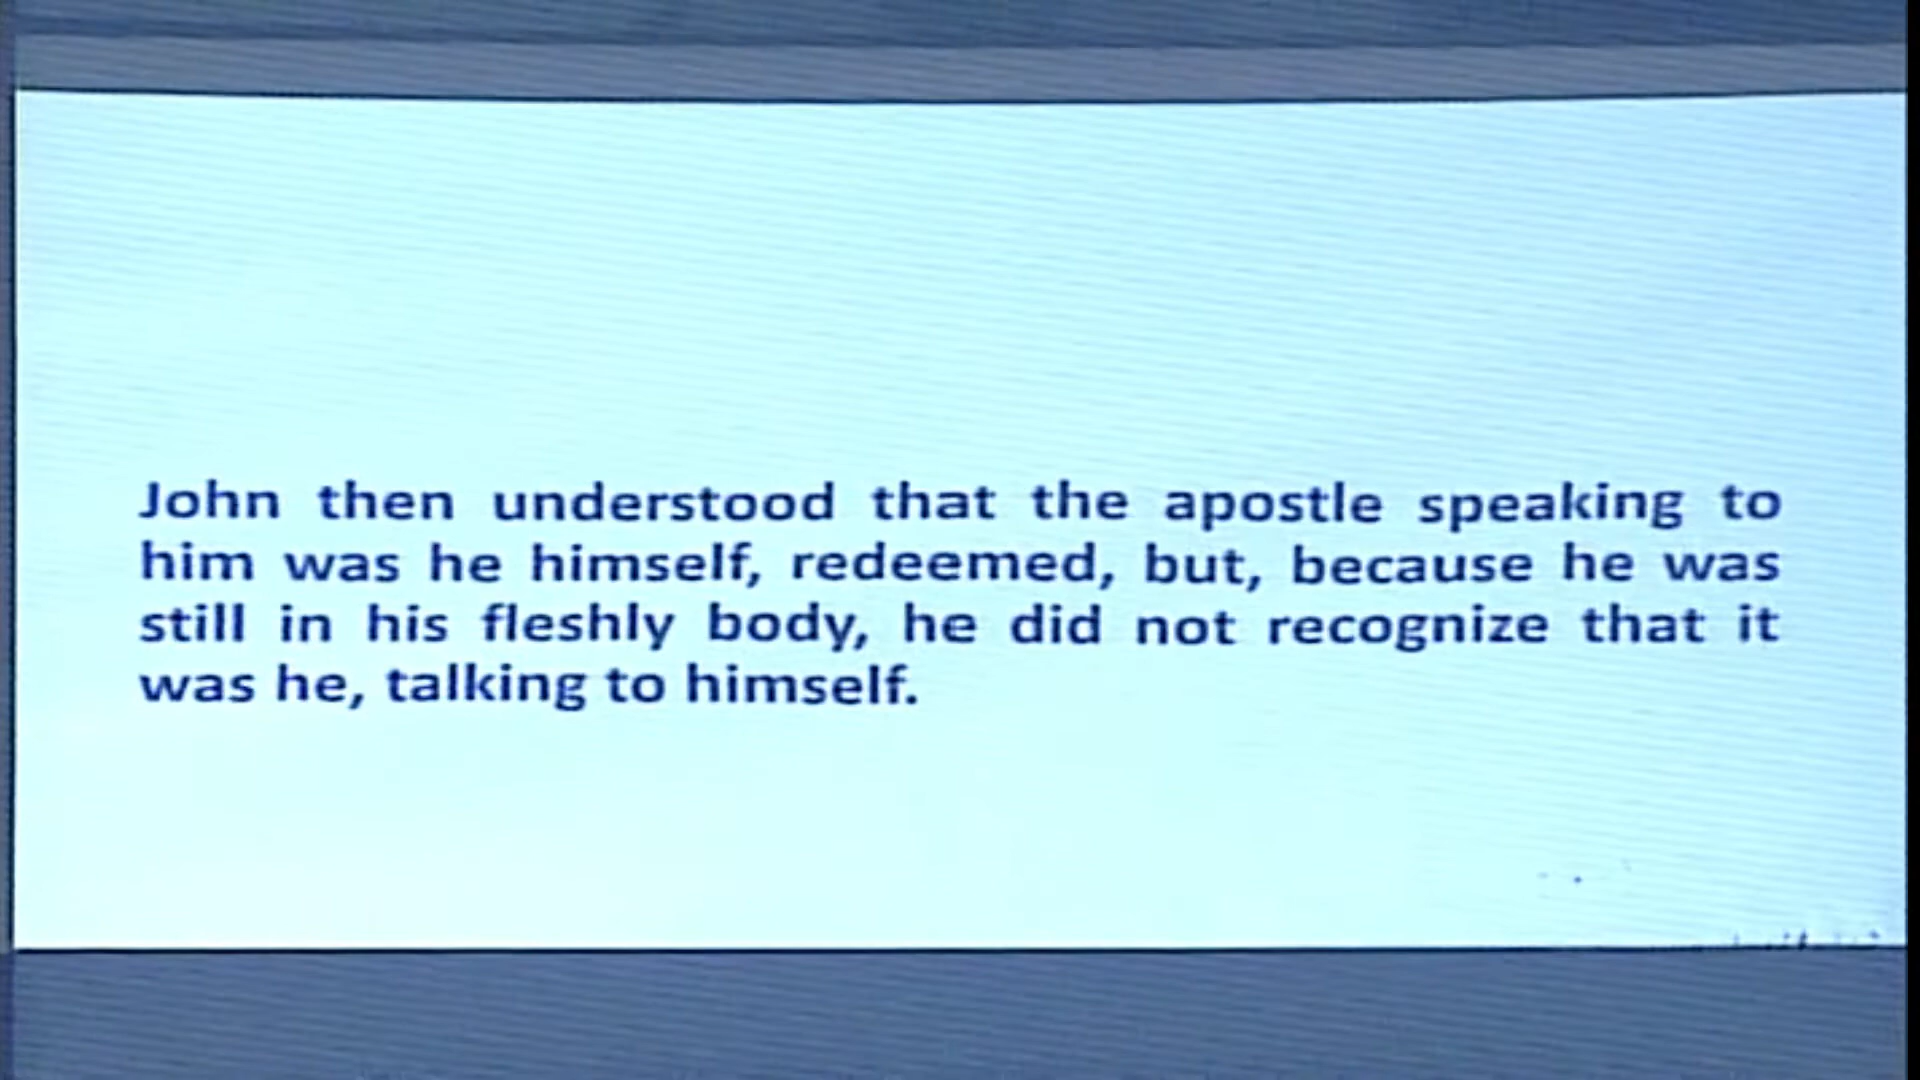 John then understood that the apostle speaking to
him was he himself, redeemed, but, because he was
still in his fleshly body, he did not recognize that it
was he, talking to himself.